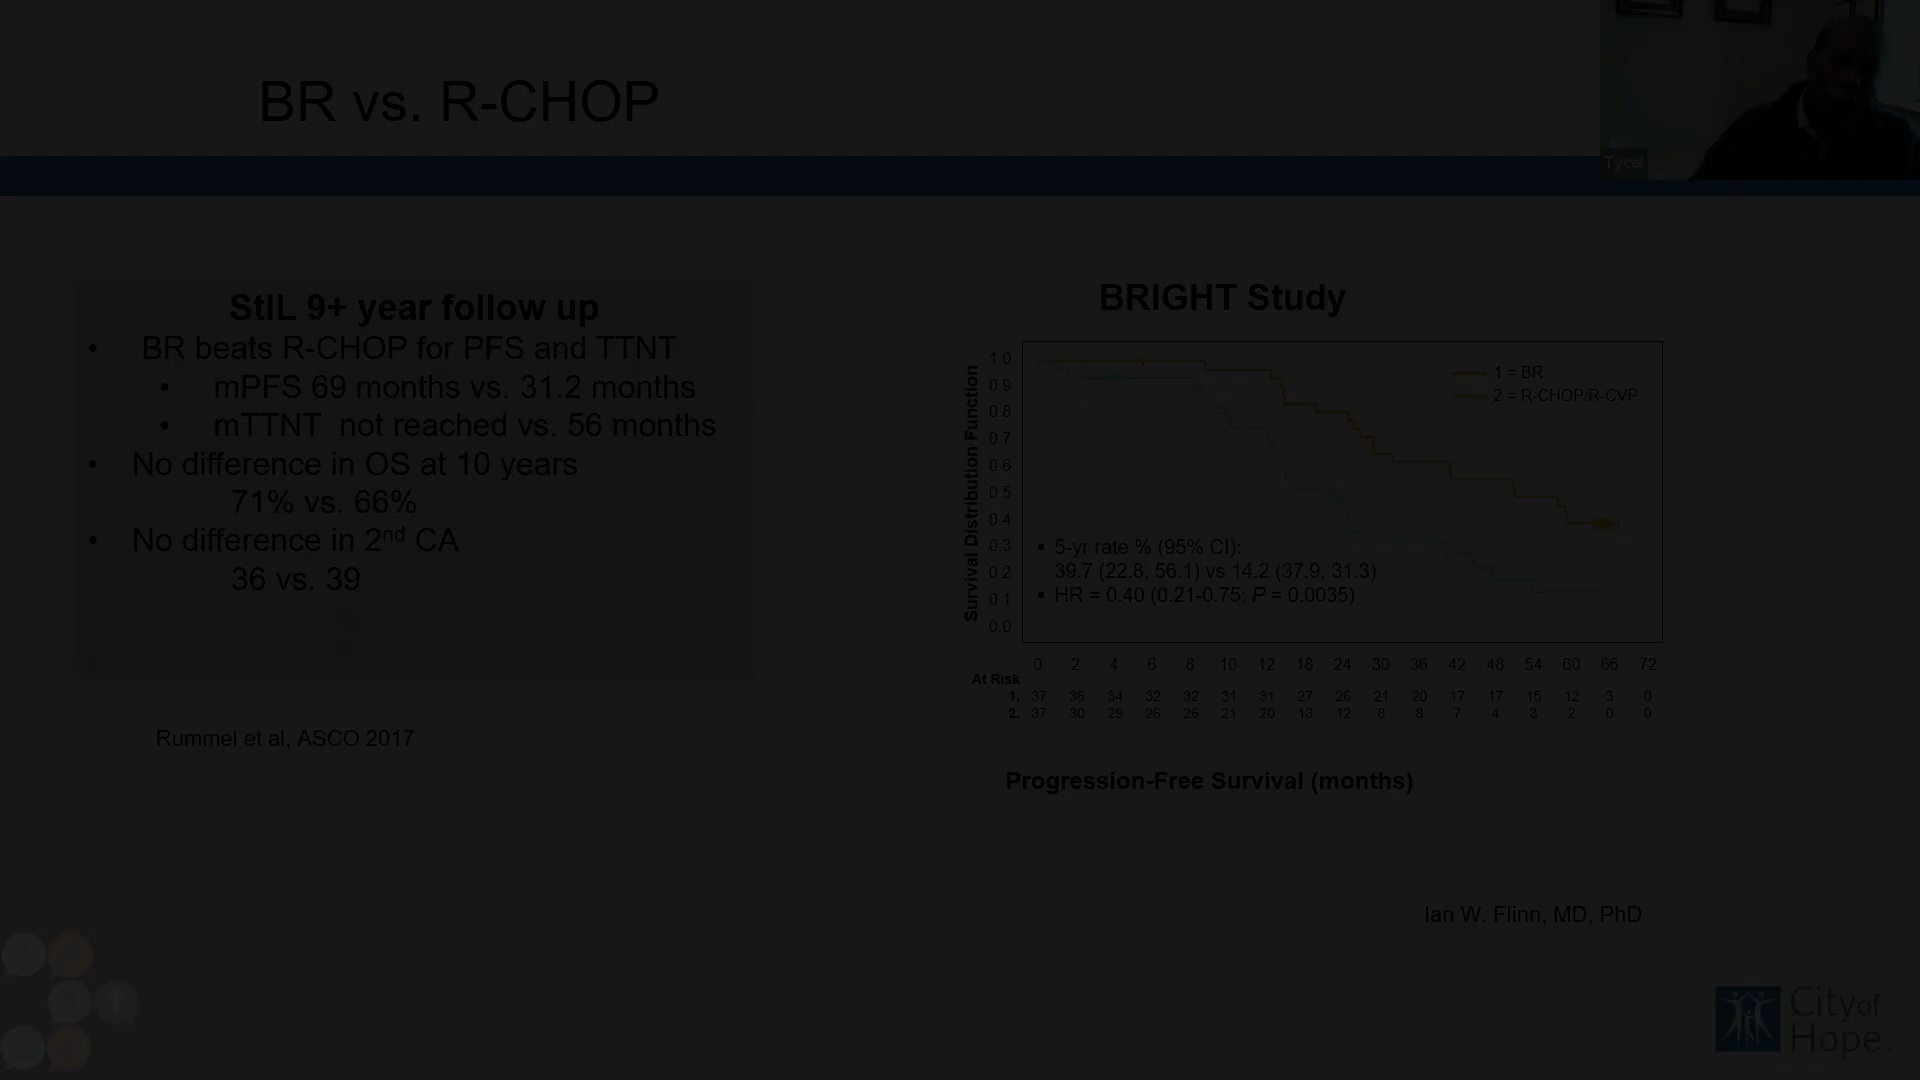 BR vs. R-CHOP
Tycel
StIL 9+ year follow up
• BR beats R-CHOP for PFS and TTNT
• mPFS 69 months vs. 31.2 months
• mTTNT not reached vs. 56 months
• No difference in OS at 10 years
71% vs. 66%
• No difference in 2nd CA
36 vs. 39
Rummel et al, ASCO 2017
BRIGHT Study
Survival Distribution Function
1.0
0.9
0.8
0.7
0.6
0.5
0.4
0.3
0.2
0.1
0.0
1 = BR
2 = R-CHOP/R-CVP
▪ 5-yr rate % (95% CI):
39.7 (22.8, 56.1) vs 14.2 (37.9, 31.3)
▪ HR = 0.40 (0.21-0.75; P = 0.0035)
0 2 4 6 8 10 12 18 24 30 36 42 48 54 60 66 72
At Risk
1. 37 36 34 32 32 31 31 27 26 21 20 17 17 15 12 3 0
2. 37 30 29 26 26 21 20 13 12 8 8 7 4 3 2 0 0
Progression-Free Survival (months)
Ian W. Flinn, MD, PhD
City of
Hope